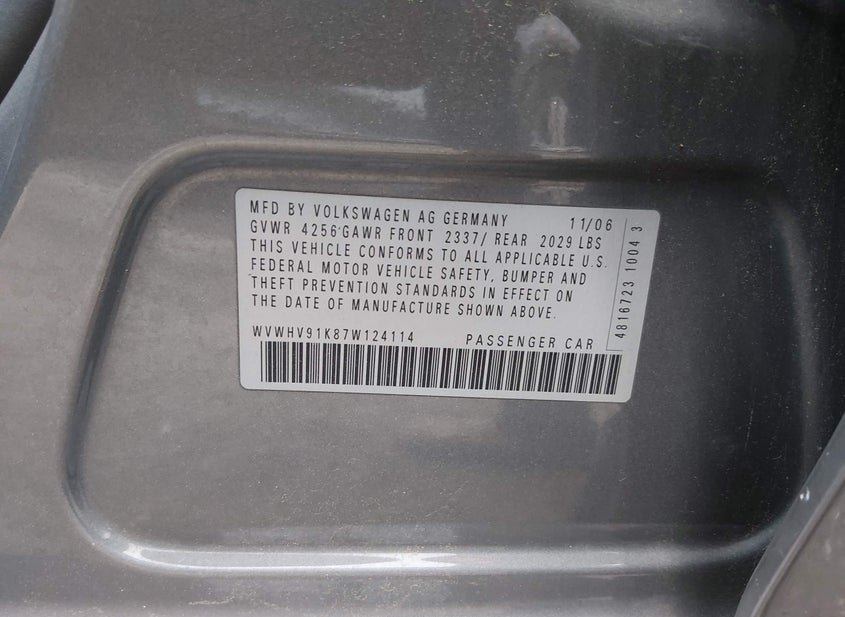 MFD BY VOLKSWAGEN AG GERMANY 11/06
GVWR 4256 GAWR FRONT 2337/ REAR 2029 LBS
THIS VEHICLE CONFORMS TO ALL APPLICABLE U.S.
FEDERAL MOTOR VEHICLE SAFETY, BUMPER AND
THEFT PREVENTION STANDARDS IN EFFECT ON
THE DATE OF MANUFACTURE SHOWN ABOVE.
WVWHV91K87W124114 PASSENGER CAR
4816723 1004 3